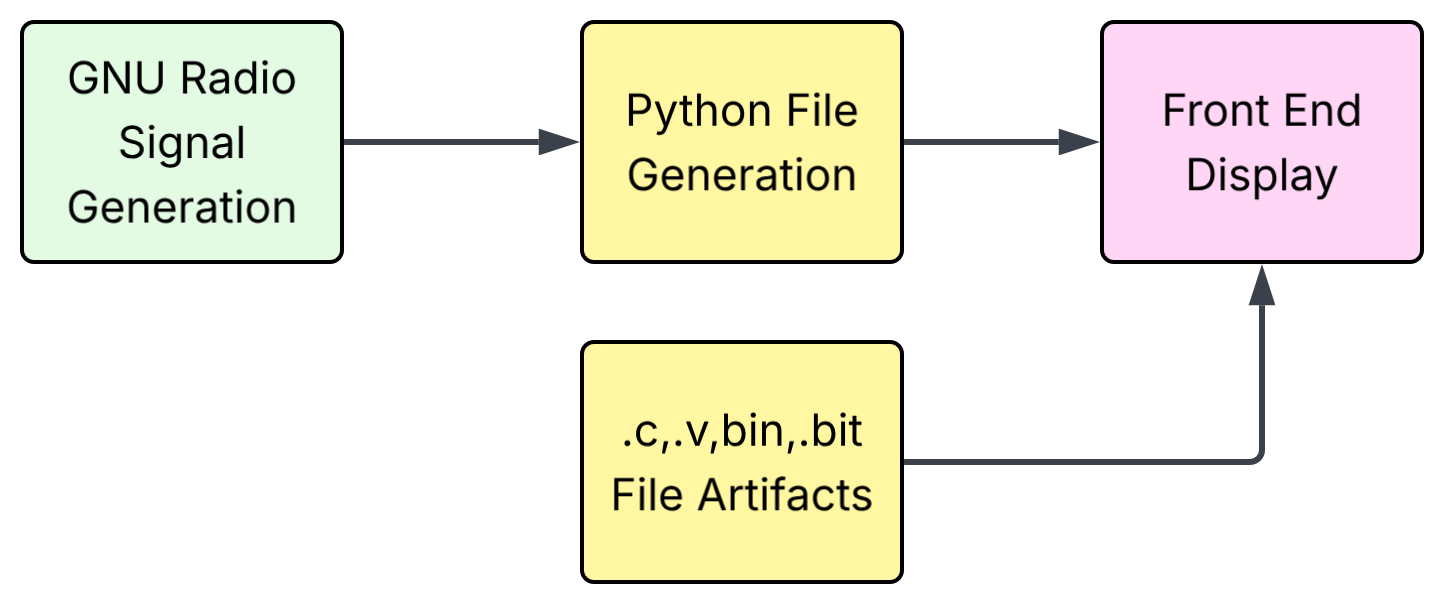 GNU Radio
Signal
Generation
Python File
Generation
Front End
Display
.c,.v,bin,.bit
File Artifacts